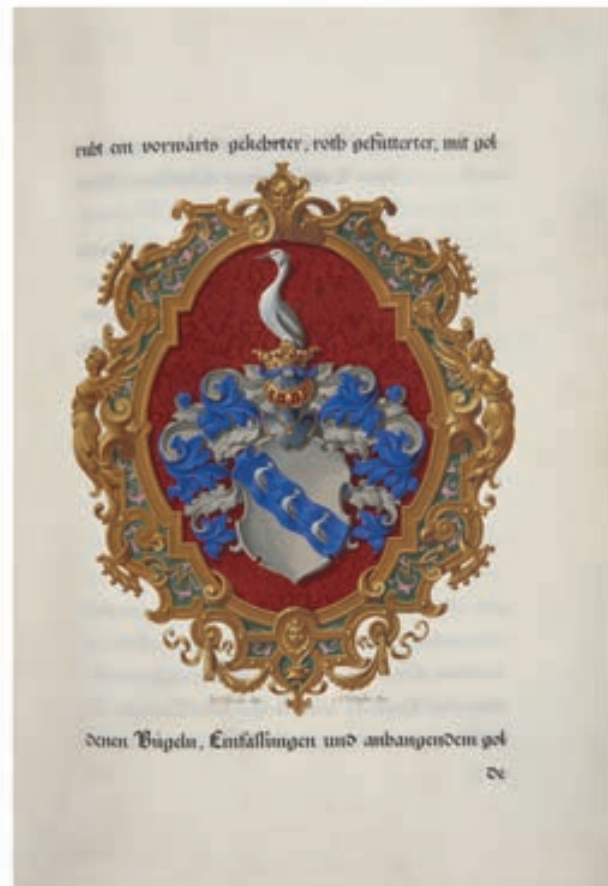 ruht ein vorwärts gekehrter, roth gefütterter, mit gol
denen Bügeln, Einfassungen und anhangendem gol
de